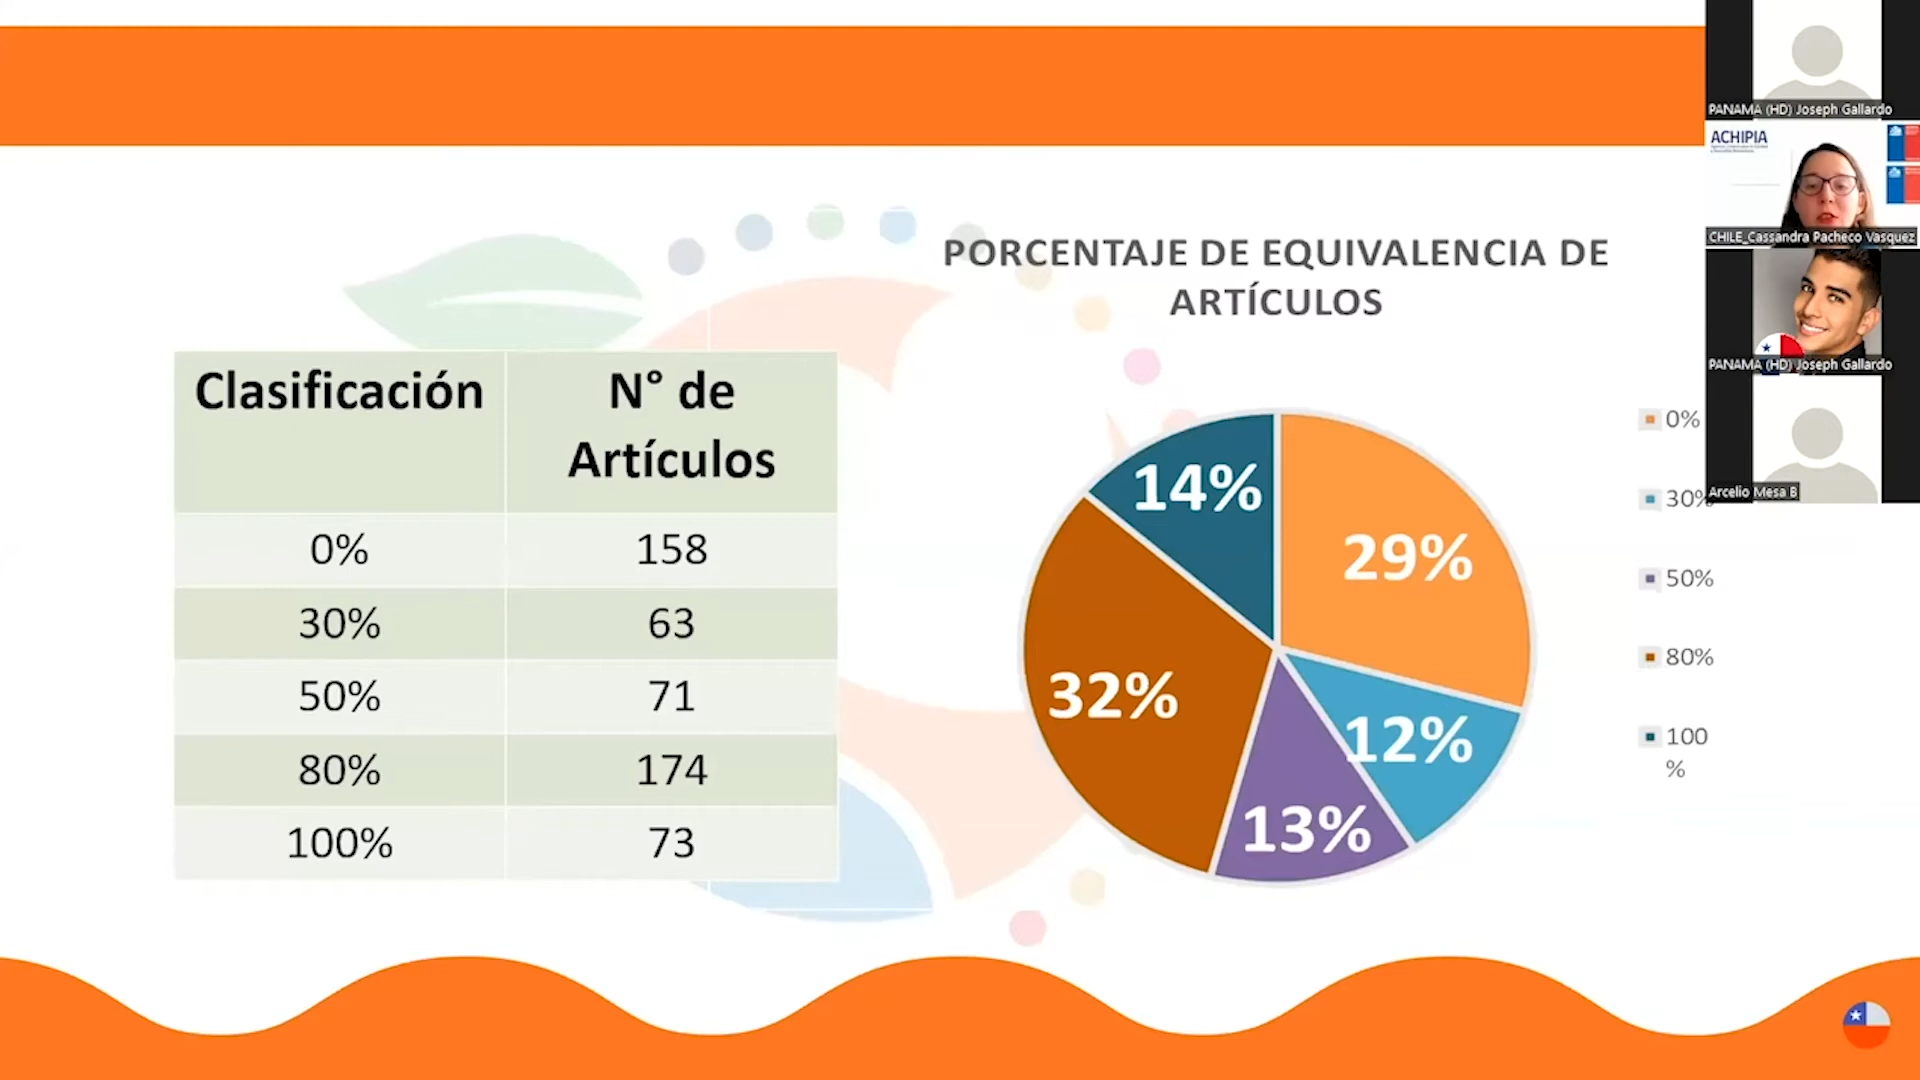 PORCENTAJE DE EQUIVALENCIA DE
ARTÍCULOS
Clasificación
N° de
Artículos
0%
158
30%
63
50%
71
80%
174
100%
73
14%
29%
32%
12%
13%
0%
30%
50%
80%
100
%
PANAMA (HD) Joseph Gallardo
ACHIPIA
CHILE_Cassandra Pacheco Vasquez
PANAMA (HD) Joseph Gallardo
Arcelio Mesa B